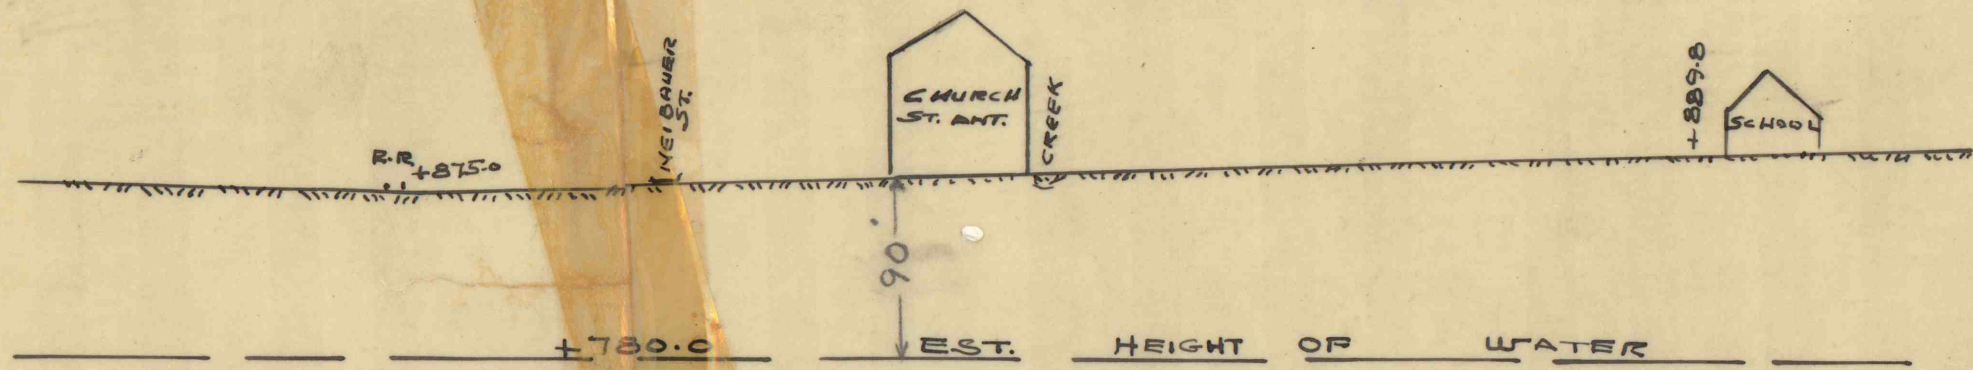 R.R.
+875.0
NEIBAUER
ST.
CHURCH
ST. ANT.
CREEK
+889.8
SCHOOL
90
+780.0 EST. HEIGHT OF WATER